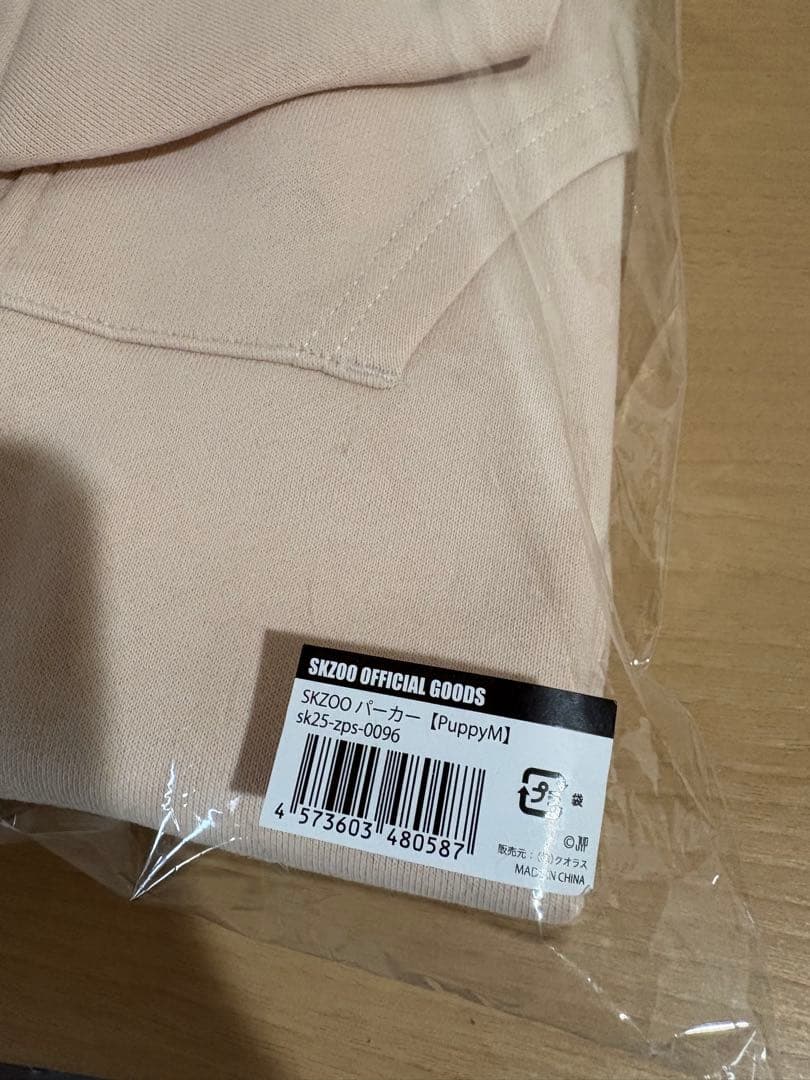 SKZOO OFFICIAL GOODS
SKZOO パーカー【PuppyM】
sk25-zps-0096
4 573603 480587
プラ 袋
©JYP
販売元：(株)クオラス
MADE IN CHINA